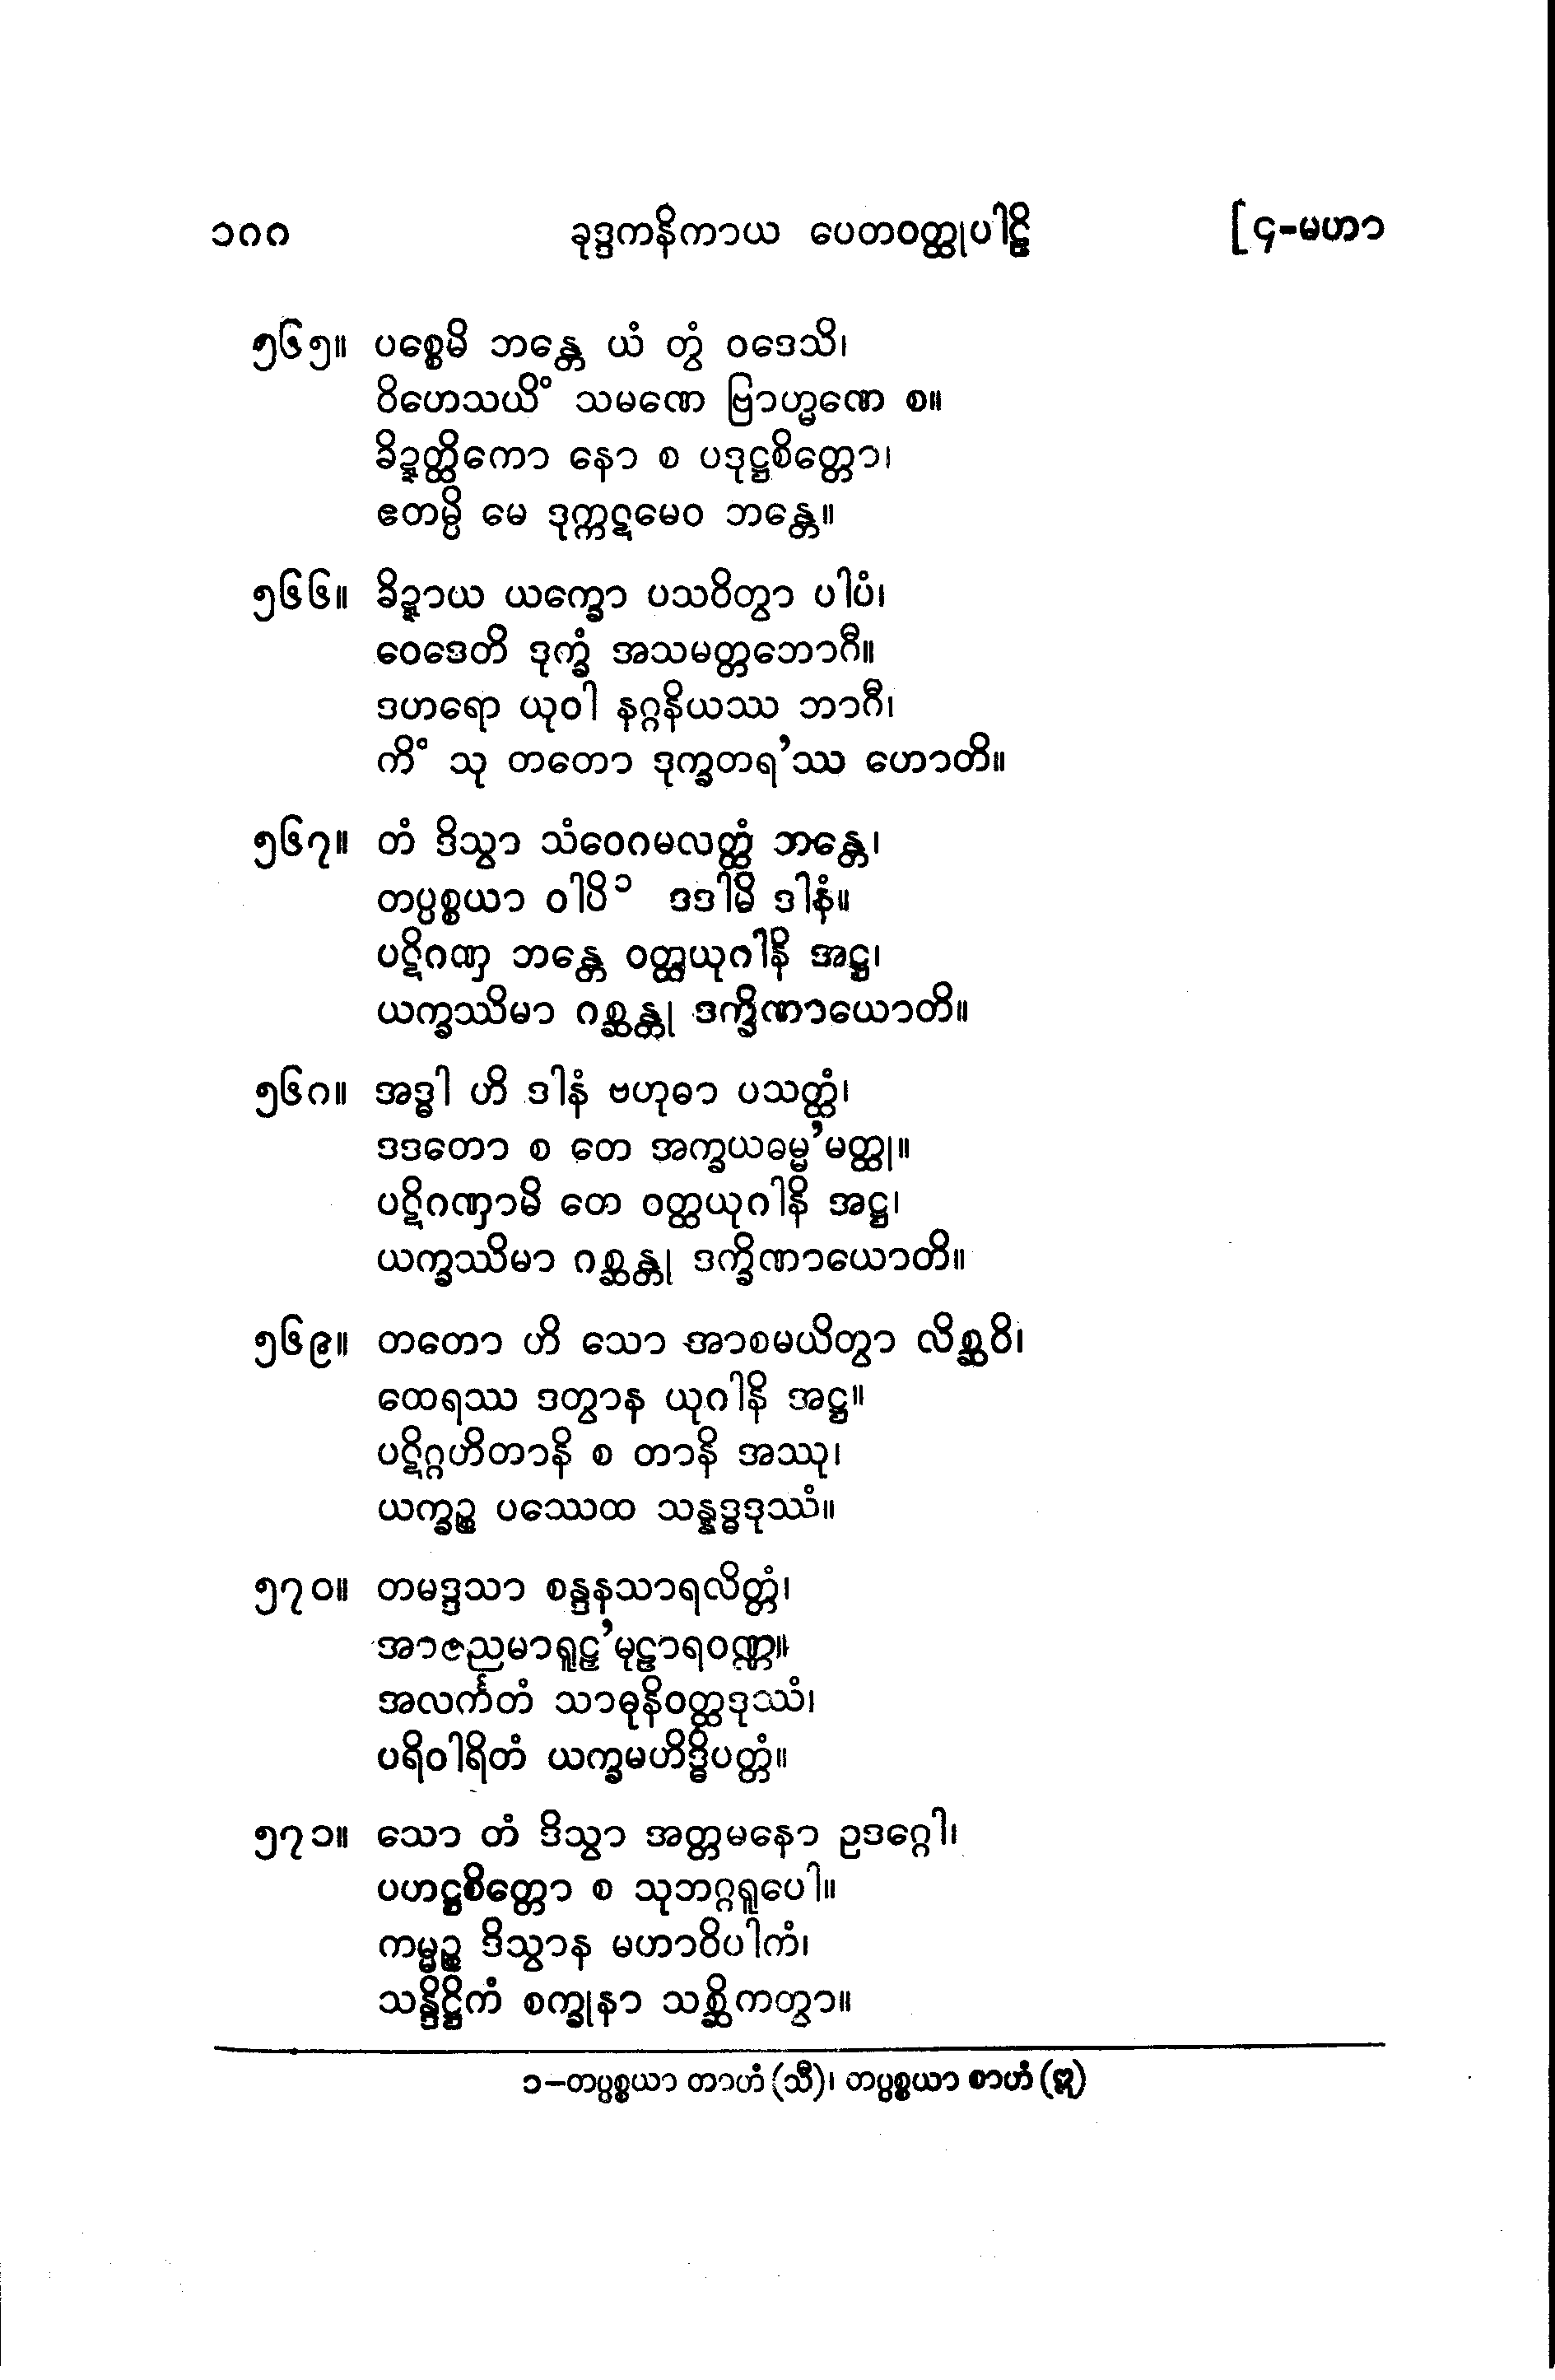 ၁၈၈ ခုဒ္ဒကနိကာယ ပေတဝတ္ထုပါဠိ [၄-မဟာ
၅၆၅။ ပစ္စေမိ ဘန္တေ ယံ တွံ ဝဒေသိ၊
ဝိဟေသယိံ သမဏေ ဗြာဟ္မဏေ စ။
ခိဍ္ဍတ္ထိကော နော စ ပဒုဋ္ဌစိတ္တော၊
ဧတမ္ပိ မေ ဒုက္ကဋမေဝ ဘန္တေ။
၅၆၆။ ခိဍ္ဍာယ ယက္ခော ပသဝိတွာ ပါပံ၊
ဝေဒေတိ ဒုက္ခံ အသမတ္တဘောဂီ။
ဒဟရော ယုဝါ နဂ္ဂနိယဿ ဘာဂီ၊
ကိံ သု တတော ဒုက္ခတရ'ဿ ဟောတိ။
၅၆၇။ တံ ဒိသွာ သံဝေဂမလတ္ထံ ဘန္တေ၊
တပ္ပစ္စယာ ဝါပိ၁ ဒဒါမိ ဒါနံ။
ပဋိဂဏှ ဘန္တေ ဝတ္ထယုဂါနိ အဋ္ဌ၊
ယက္ခဿိမာ ဂစ္ဆန္တု ဒက္ခိဏာယောတိ။
၅၆၈။ အဒ္ဓါ ဟိ ဒါနံ ဗဟုဓာ ပသတ္ထံ၊
ဒဒတော စ တေ အက္ခယဓမ္မ'မတ္ထု။
ပဋိဂဏှာမိ တေ ဝတ္ထယုဂါနိ အဋ္ဌ၊
ယက္ခဿိမာ ဂစ္ဆန္တု ဒက္ခိဏာယောတိ။
၅၆၉။ တတော ဟိ သော အာစမယိတွာ လိစ္ဆဝိ၊
ထေရဿ ဒတွာန ယုဂါနိ အဋ္ဌ။
ပဋိဂ္ဂဟိတာနိ စ တာနိ အဿု၊
ယက္ခဉ္စ ပဿေထ သန္နဒ္ဓဒုဿံ။
၅၇၀။ တမဒ္ဒသာ စန္ဒနသာရလိတ္တံ၊
အာဇညမာရူဠှ'မုဠာရဝဏ္ဏ။
အလင်္ကတံ သာဓုနိဝတ္ထဒုဿံ၊
ပရိဝါရိတံ ယက္ခမဟိဒ္ဓိပတ္တံ။
၅၇၁။ သော တံ ဒိသွာ အတ္တမနော ဥဒဂ္ဂေါ၊
ပဟဋ္ဌစိတ္တော စ သုဘဂ္ဂရူပေါ။
ကမ္မဉ္စ ဒိသွာန မဟာဝိပါကံ၊
သန္ဒိဋ္ဌိကံ စက္ခုနာ သစ္ဆိကတွာ။
၁−တပ္ပစ္စယာ တာဟံ (သီ)၊ တပ္ပစ္စယာ စာဟံ (ဣ)